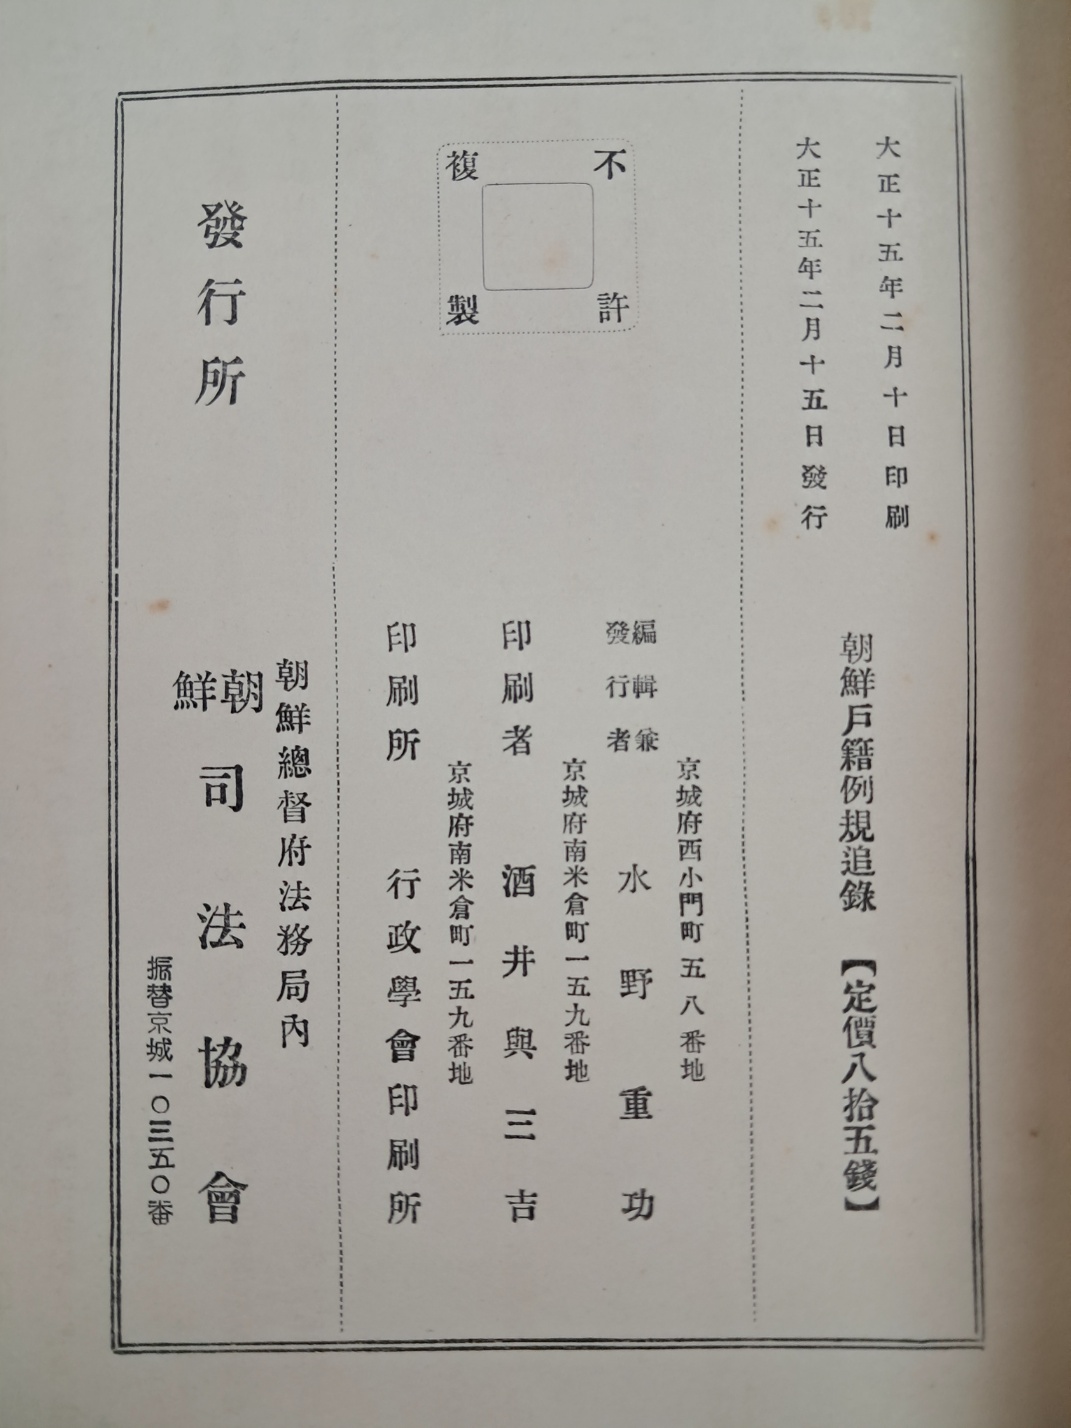 大正十五年二月十日印刷
大正十五年二月十五日發行
朝鮮戶籍例規追錄 【定價八拾五錢】
不許
複製
京城府西小門町五八番地
編輯兼
發行者 水野重功
京城府南米倉町一五九番地
印刷者 酒井與三吉
京城府南米倉町一五九番地
印刷所 行政學會印刷所
朝鮮總督府法務局內
發行所 朝鮮司法協會
振替京城一〇三五〇番